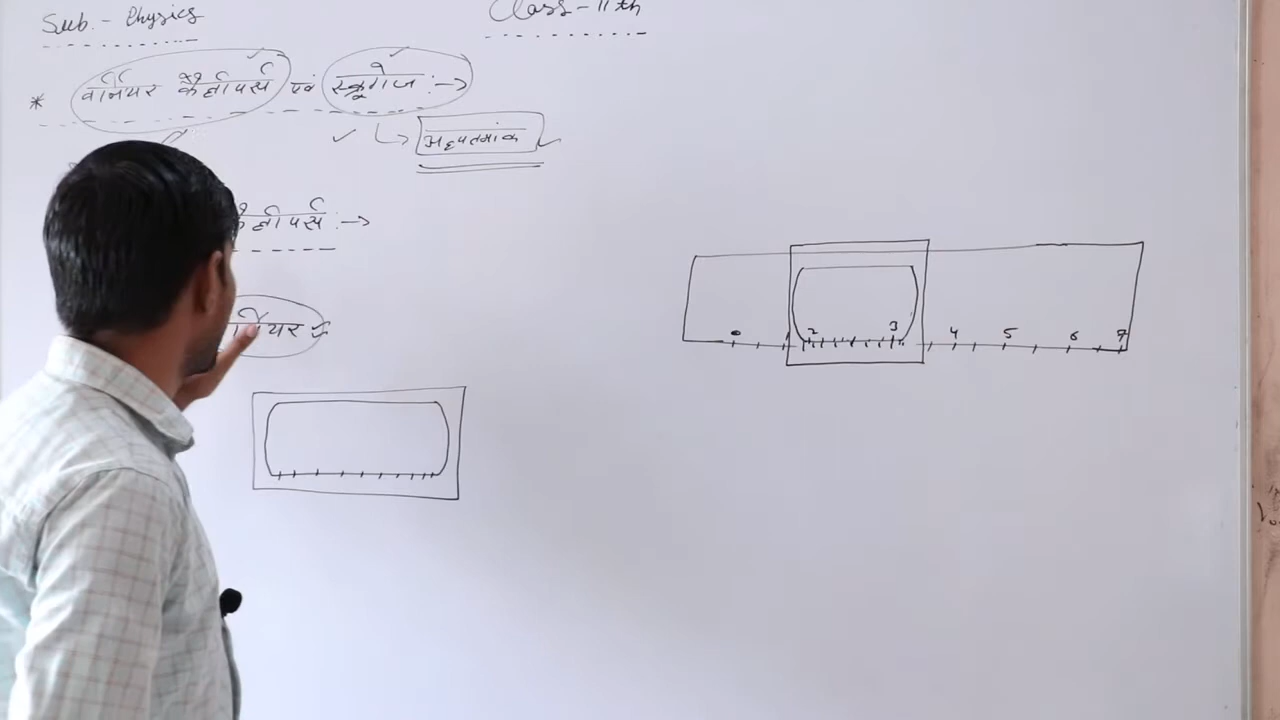 Sub. - Physics
Class - 11th
* वर्नियर कैलीपर्स एवं स्क्रूगेज :->
अल्पतमांक
कैलीपर्स :->
वर्नियर
0 2 3 4 5 6 7